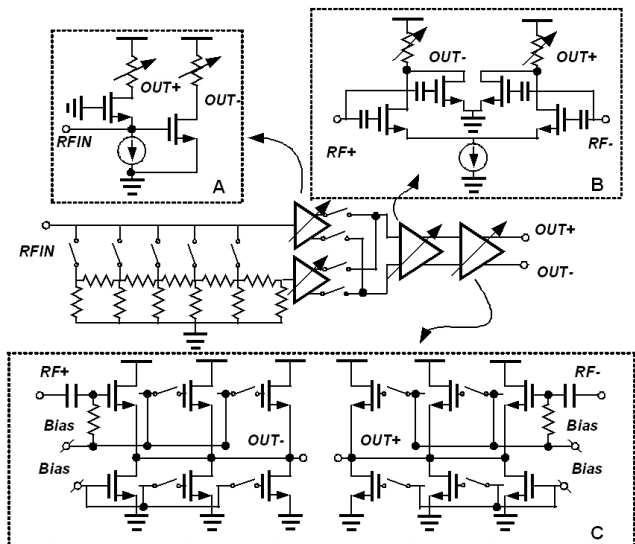 OUT+
OUT-
RFIN
A
OUT-
OUT+
RF+
RF-
B
RFIN
OUT+
OUT-
RF+
RF-
Bias
OUT-
OUT+
Bias
Bias
Bias
C